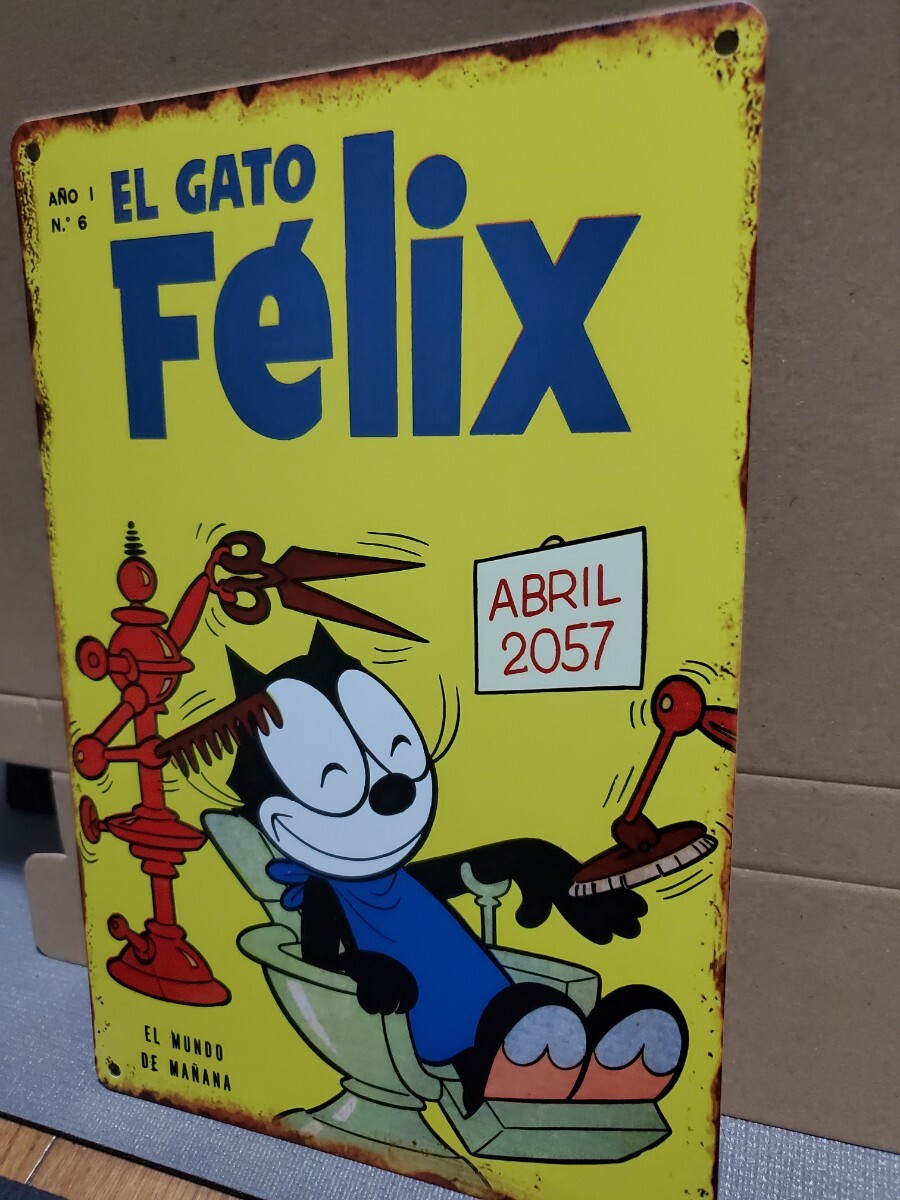 AÑO I
N.° 6
EL GATO
Félix
ABRIL
2057
EL MUNDO
DE MAÑANA